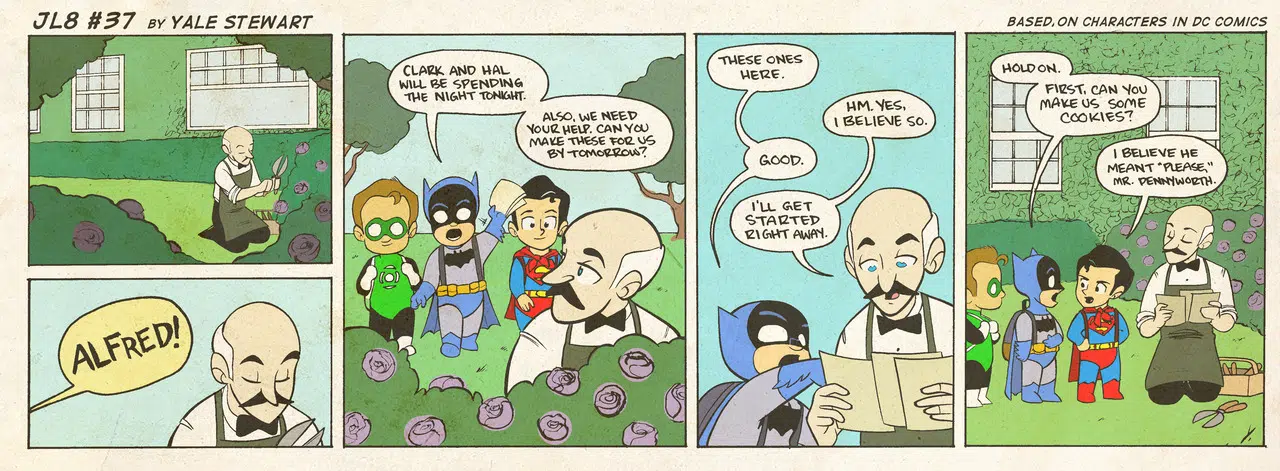 JL8 #37 BY YALE STEWART
BASED, ON CHARACTERS IN DC COMICS
ALFRED!
CLARK AND HAL
WILL BE SPENDING
THE NIGHT TONIGHT.
ALSO, WE NEED
YOUR HELP. CAN YOU
MAKE THESE FOR US
BY TOMORROW?
THESE ONES
HERE.
HM. YES,
I BELIEVE SO.
GOOD.
I'LL GET
STARTED
RIGHT AWAY.
HOLD ON.
FIRST, CAN YOU
MAKE US SOME
COOKIES?
I BELIEVE HE
MEANT "PLEASE,"
MR. PENNYWORTH.